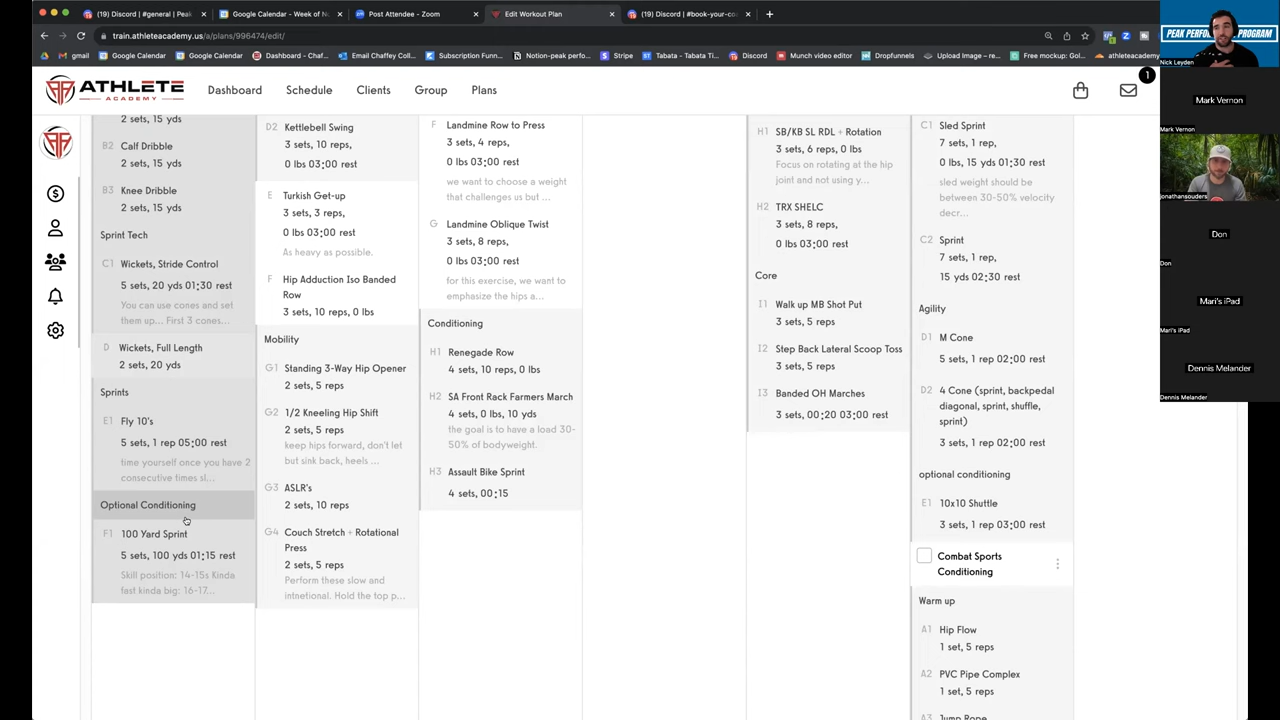 (19) Discord | #general | Peak
Google Calendar - Week of N
Post Attendee - Zoom
Edit Workout Plan
(19) Discord | #book-your-co
train.athleteacademy.us/a/plans/996474/edit/
gmail
Google Calendar
Google Calendar
Dashboard - Chaf...
Email Chaffey Col...
Subscription Funn...
Notion-peak perfo...
Stripe
Tabata - Tabata Ti...
Discord
Munch video editor
Dropfunnels
Upload Image – re...
Free mockup- Gol...
athleteacademy
ATHLETE
ACADEMY
Dashboard
Schedule
Clients
Group
Plans
1
2 sets, 15 yds
B2 Calf Dribble
2 sets, 15 yds
B3 Knee Dribble
2 sets, 15 yds
Sprint Tech
C1 Wickets, Stride Control
5 sets, 20 yds 01:30 rest
You can use cones and set
them up... First 3 cones...
D Wickets, Full Length
2 sets, 20 yds
Sprints
E1 Fly 10's
5 sets, 1 rep 05:00 rest
time yourself once you have 2
consecutive times sl...
Optional Conditioning
F1 100 Yard Sprint
5 sets, 100 yds 01:15 rest
Skill position: 14-15s Kinda
fast kinda big: 16-17...
D2 Kettlebell Swing
3 sets, 10 reps,
0 lbs 03:00 rest
E Turkish Get-up
3 sets, 3 reps,
0 lbs 03:00 rest
As heavy as possible.
F Hip Adduction Iso Banded
Row
3 sets, 10 reps, 0 lbs
Mobility
G1 Standing 3-Way Hip Opener
2 sets, 5 reps
G2 1/2 Kneeling Hip Shift
2 sets, 5 reps
keep hips forward, don't let
but sink back, heels ...
G3 ASLR's
2 sets, 10 reps
G4 Couch Stretch + Rotational
Press
2 sets, 5 reps
Perform these slow and
intnetional. Hold the top p...
F Landmine Row to Press
3 sets, 4 reps,
0 lbs 03:00 rest
we want to choose a weight
that challenges us but ...
G Landmine Oblique Twist
3 sets, 8 reps,
0 lbs 03:00 rest
for this exercise, we want to
emphasize the hips a...
Conditioning
H1 Renegade Row
4 sets, 10 reps, 0 lbs
H2 SA Front Rack Farmers March
4 sets, 0 lbs, 10 yds
the goal is to have a load 30-
50% of bodyweight.
H3 Assault Bike Sprint
4 sets, 00:15
H1 SB/KB SL RDL + Rotation
3 sets, 6 reps, 0 lbs
Focus on rotating at the hip
joint and not using y...
H2 TRX SHELC
3 sets, 8 reps,
0 lbs 03:00 rest
Core
I1 Walk up MB Shot Put
3 sets, 5 reps
I2 Step Back Lateral Scoop Toss
3 sets, 5 reps
I3 Banded OH Marches
3 sets, 00:20 03:00 rest
C1 Sled Sprint
7 sets, 1 rep,
0 lbs, 15 yds 01:30 rest
sled weight should be
between 30-50% velocity
decr...
C2 Sprint
7 sets, 1 rep,
15 yds 02:30 rest
Agility
D1 M Cone
5 sets, 1 rep 02:00 rest
D2 4 Cone (sprint, backpedal
diagonal, sprint, shuffle,
sprint)
3 sets, 1 rep 02:00 rest
optional conditioning
E1 10x10 Shuttle
3 sets, 1 rep 03:00 rest
Combat Sports
Conditioning
Warm up
A1 Hip Flow
1 set, 5 reps
A2 PVC Pipe Complex
1 set, 5 reps
A3 Jump Rope
Nick Leyden
Mark Vernon
Mark Vernon
jonathansouders
Don
Don
Mari's iPad
Mari's iPad
Dennis Melander
Dennis Melander